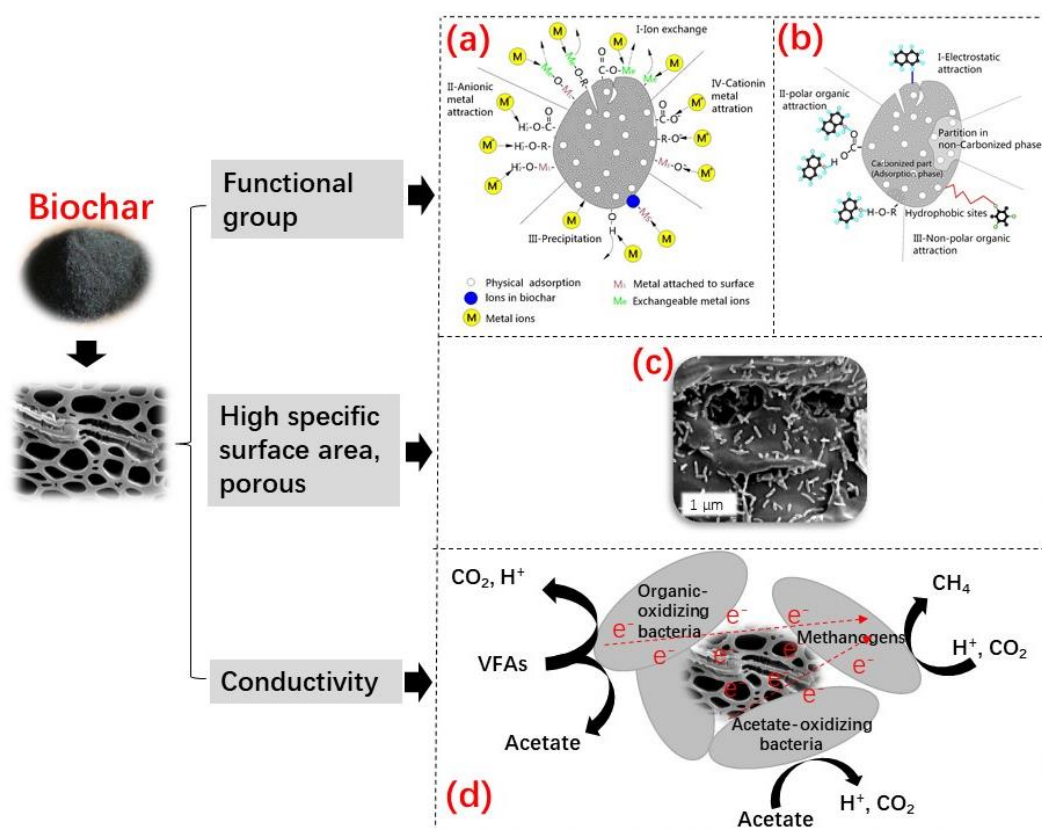 Biochar
Functional
group
High specific
surface area,
porous
Conductivity
(a)
I-Ion exchange
II-Anionic
metal
attraction
IV-Cationin
metal
attration
III-Precipitation
Physical adsorption
Ions in biochar
M Metal ions
Ms Metal attached to surface
Me Exchangeable metal ions
(b)
I-Electrostatic
attraction
II-polar organic
attraction
Partition in
non-Carbonized phase
Carbonized part
(Adsorption phase)
H-O-R
Hydrophobic sites
III-Non-polar organic
attraction
(c)
1 μm
(d)
CO₂, H⁺
VFAs
Acetate
Organic-
oxidizing
bacteria
e⁻ e⁻ e⁻
Methanogens
CH₄
H⁺, CO₂
Acetate-oxidizing
bacteria
Acetate
H⁺, CO₂